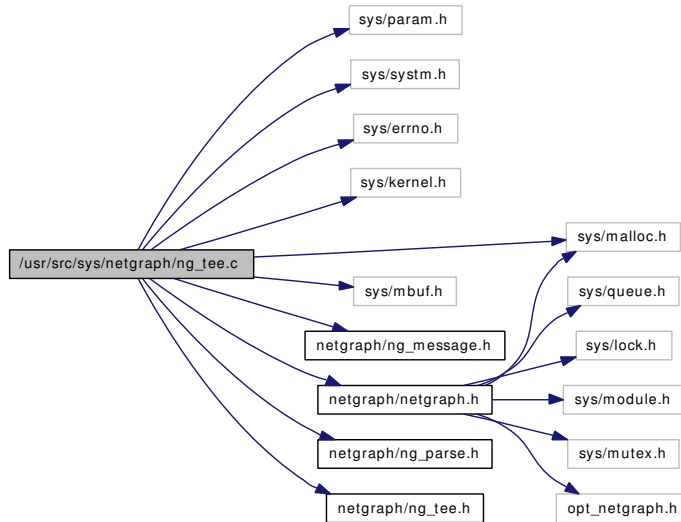 sys/param.h
sys/systm.h
sys/errno.h
sys/kernel.h
sys/malloc.h
/usr/src/sys/netgraph/ng_tee.c
sys/mbuf.h
sys/queue.h
netgraph/ng_message.h
sys/lock.h
netgraph/netgraph.h
sys/module.h
netgraph/ng_parse.h
sys/mutex.h
netgraph/ng_tee.h
opt_netgraph.h